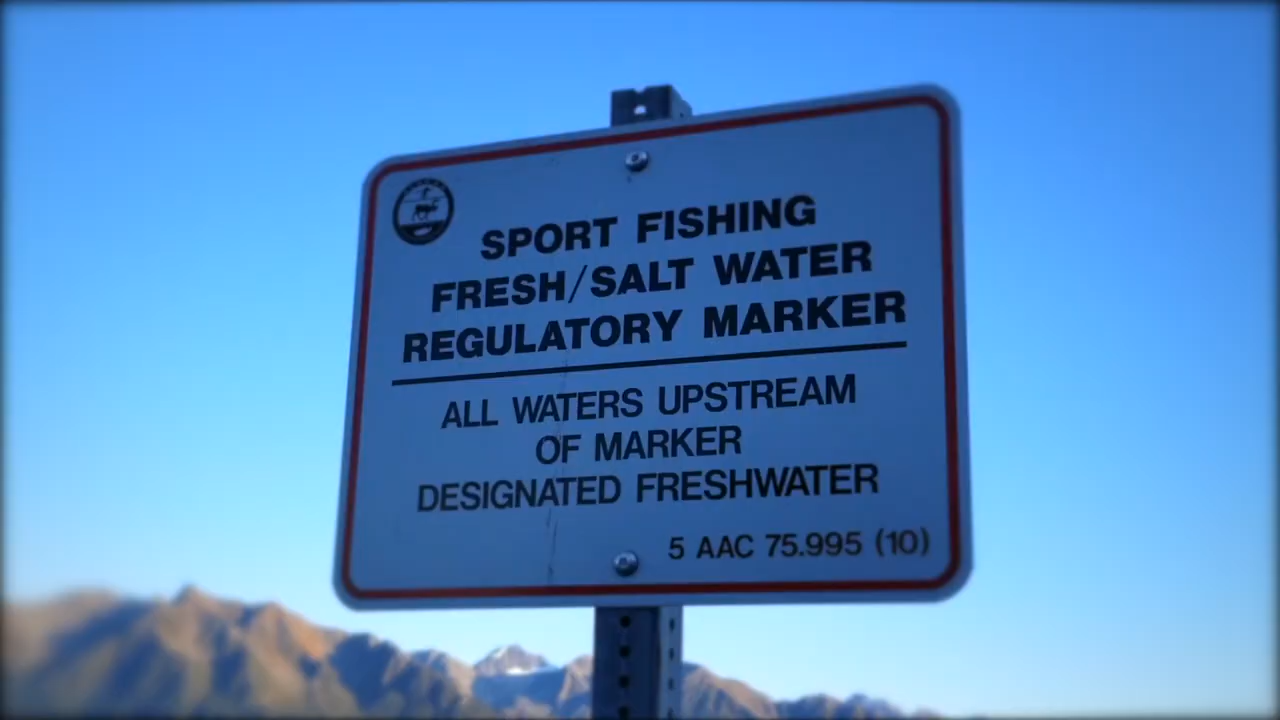 SPORT FISHING
FRESH/SALT WATER
REGULATORY MARKER
ALL WATERS UPSTREAM
OF MARKER
DESIGNATED FRESHWATER
5 AAC 75.995 (10)